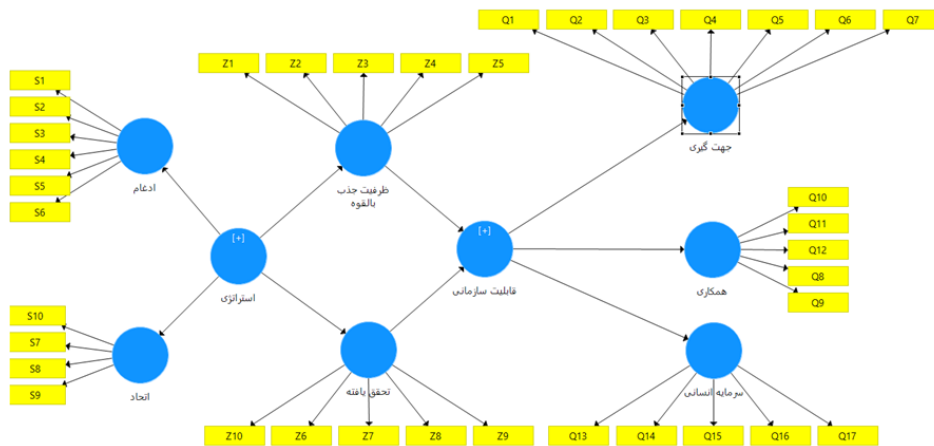 Q1 Q2 Q3 Q4 Q5 Q6 Q7
Z1 Z2 Z3 Z4 Z5
S1
S2
S3
S4
S5
S6
ادغام
ظرفیت جذب
بالقوه
جهت گیری
[+]
استراتژی
[+]
قابلیت سازمانی
Q10
Q11
Q12
Q8
Q9
همکاری
S10
S7
S8
S9
اتحاد
تحقق یافته
سرمایه انسانی
Z10 Z6 Z7 Z8 Z9
Q13 Q14 Q15 Q16 Q17